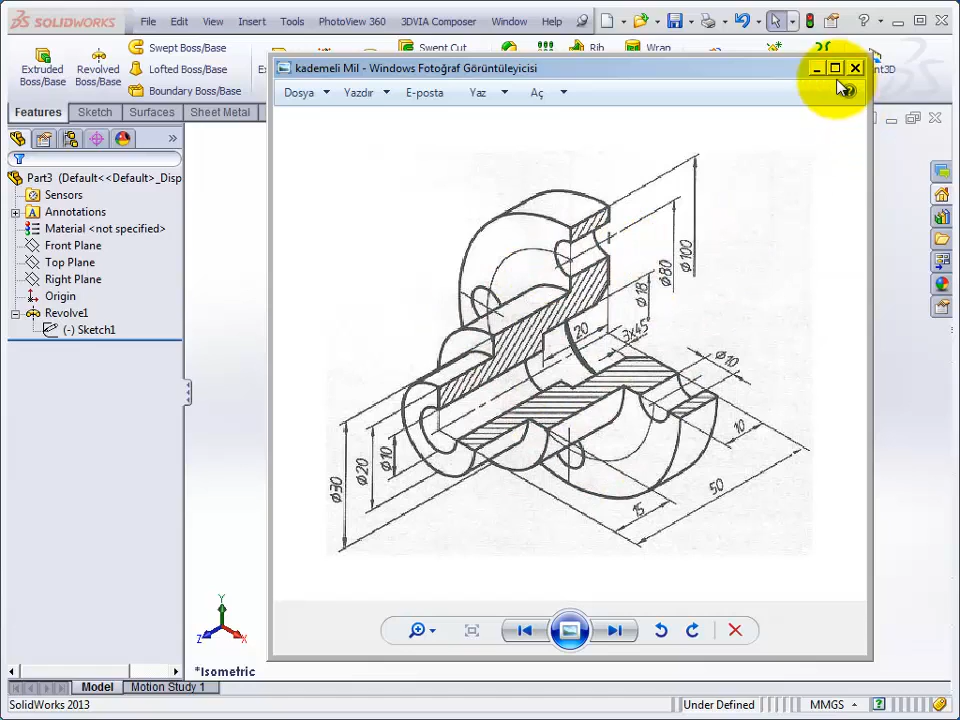 SOLIDWORKS File Edit View Insert Tools PhotoView 360 3DVIA Composer Window Help
Extruded Boss/Base
Revolved Boss/Base
Swept Boss/Base
Lofted Boss/Base
Boundary Boss/Base
Swept Cut
Rib
Wrap
Features Sketch Surfaces Sheet Metal
kademeli Mil - Windows Fotoğraf Görüntüleyicisi
Dosya Yazdır E-posta Yaz Aç
Part3 (Default<<Default>_Disp
Sensors
Annotations
Material <not specified>
Front Plane
Top Plane
Right Plane
Origin
Revolve1
(-) Sketch1
Ø100
Ø80
Ø18
20
3x45°
Ø10
10
50
15
Ø10
Ø20
Ø30
Y
Z
X
*Isometric
Model Motion Study 1
SolidWorks 2013 Under Defined MMGS